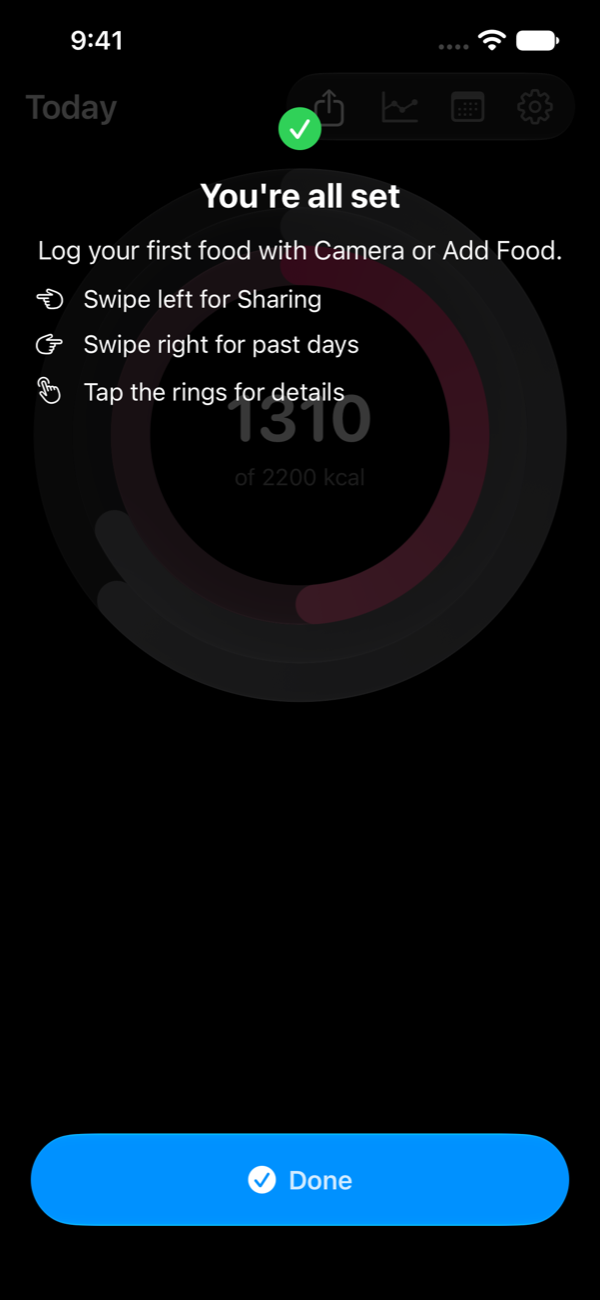 9:41
Today
You're all set
Log your first food with Camera or Add Food.
Swipe left for Sharing
Swipe right for past days
Tap the rings for details
1310
of 2200 kcal
Done